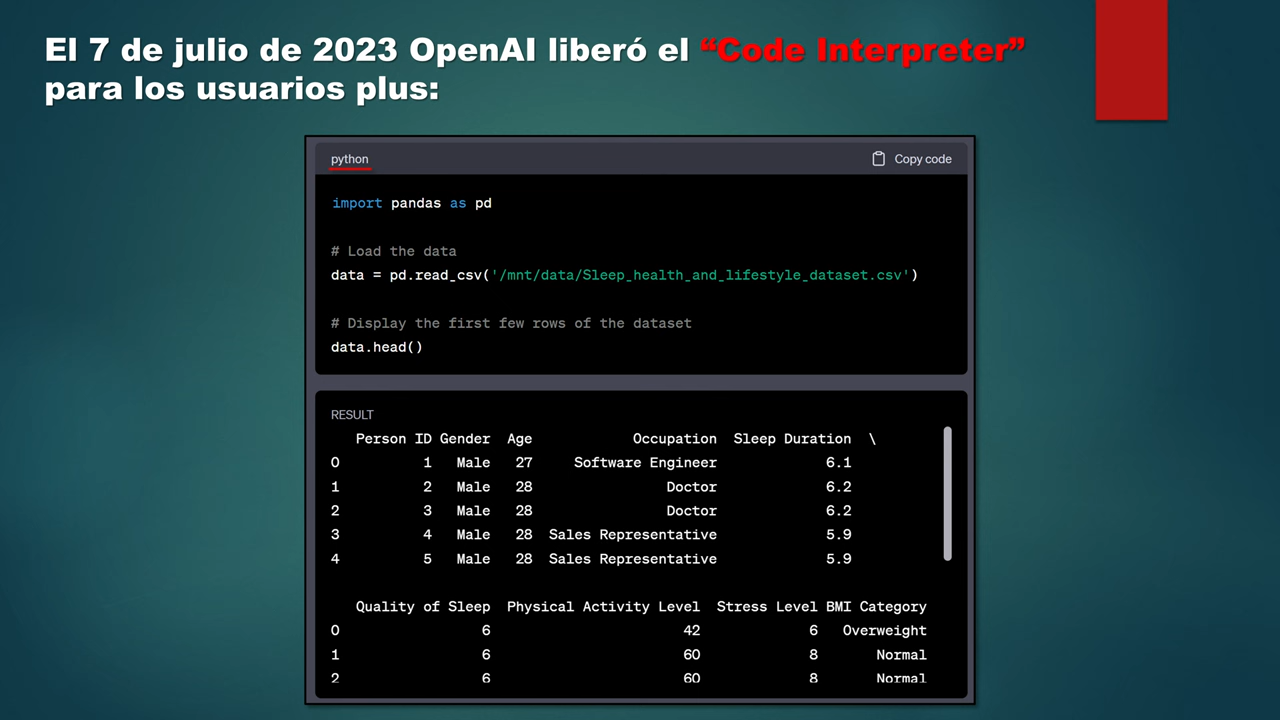 El 7 de julio de 2023 OpenAI liberó el “Code Interpreter”
para los usuarios plus:
python
Copy code
import pandas as pd
# Load the data
data = pd.read_csv('/mnt/data/Sleep_health_and_lifestyle_dataset.csv')
# Display the first few rows of the dataset
data.head()
RESULT
Person ID Gender Age Occupation Sleep Duration \
0 1 Male 27 Software Engineer 6.1
1 2 Male 28 Doctor 6.2
2 3 Male 28 Doctor 6.2
3 4 Male 28 Sales Representative 5.9
4 5 Male 28 Sales Representative 5.9
Quality of Sleep Physical Activity Level Stress Level BMI Category
0 6 42 6 Overweight
1 6 60 8 Normal
2 6 60 8 Normal